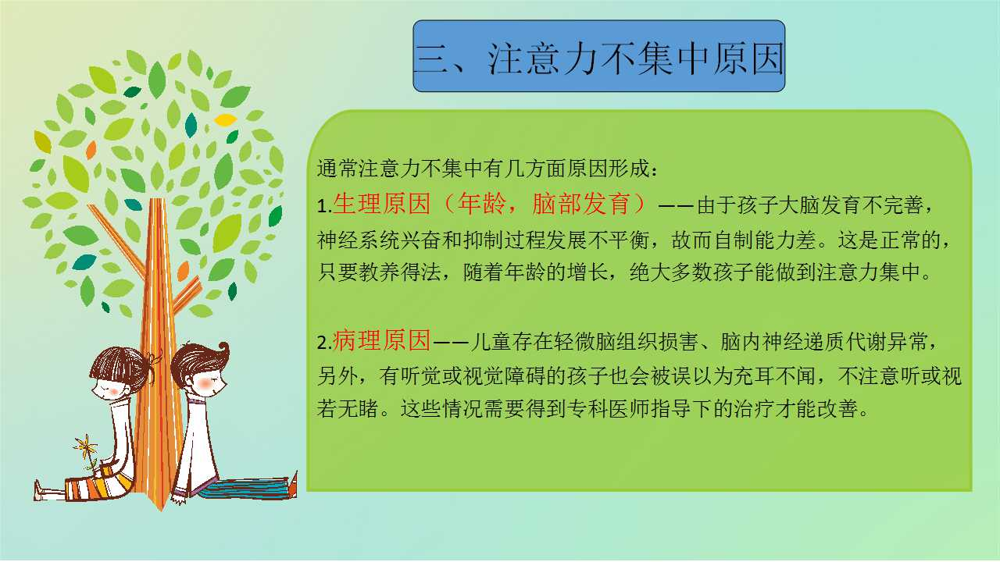 三、注意力不集中原因
通常注意力不集中有几方面原因形成：
1.生理原因（年龄，脑部发育）——由于孩子大脑发育不完善，
神经系统兴奋和抑制过程发展不平衡，故而自制能力差。这是正常的，
只要教养得法，随着年龄的增长，绝大多数孩子能做到注意力集中。
2.病理原因——儿童存在轻微脑组织损害、脑内神经递质代谢异常，
另外，有听觉或视觉障碍的孩子也会被误以为充耳不闻，不注意听或视
若无睹。这些情况需要得到专科医师指导下的治疗才能改善。